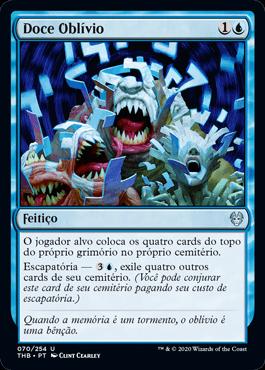 Doce Oblívio 1
Feitiço
O jogador alvo coloca os quatro cards do topo
do próprio grimório no próprio cemitério.
Escapatória — 3, exile quatro outros
cards de seu cemitério. (Você pode conjurar
este card de seu cemitério pagando seu custo de
escapatória.)
Quando a memória é um tormento, o oblívio é
uma bênção.
070/254 U
THB • PT CLINT CEARLEY
™ & © 2020 Wizards of the Coast